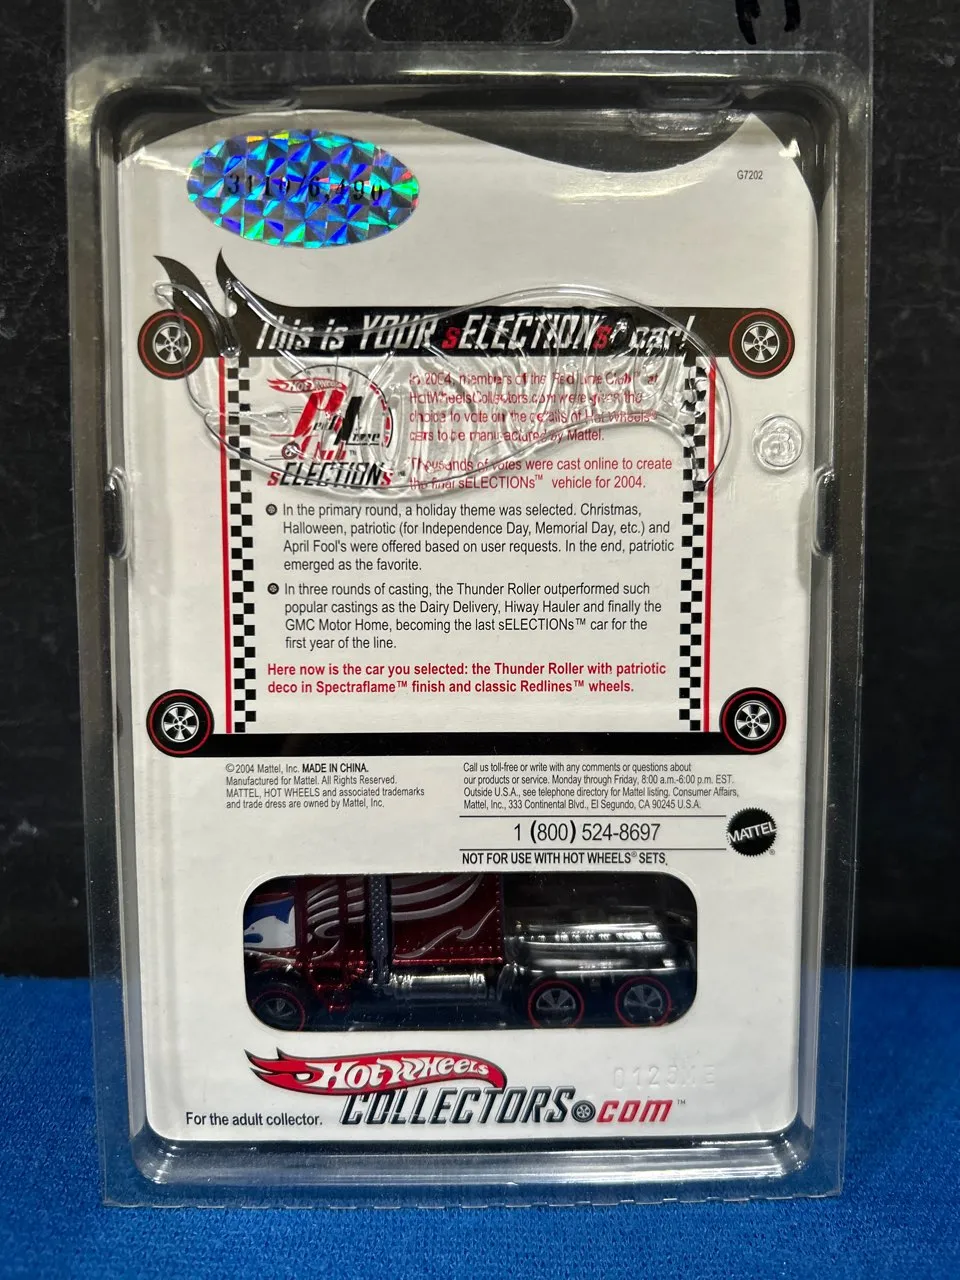 G7202
This is YOUR sELECTIONs car!
Hot Wheels
Red Line
sELECTIONs™
In 2004, members of the Red Line Club™ at
HotWheelsCollectors.com were given the
choice to vote on the details of Hot Wheels®
cars to be manufactured by Mattel.
Thousands of votes were cast online to create
the final sELECTIONs™ vehicle for 2004.
In the primary round, a holiday theme was selected. Christmas,
Halloween, patriotic (for Independence Day, Memorial Day, etc.) and
April Fool's were offered based on user requests. In the end, patriotic
emerged as the favorite.
In three rounds of casting, the Thunder Roller outperformed such
popular castings as the Dairy Delivery, Hiway Hauler and finally the
GMC Motor Home, becoming the last sELECTIONs™ car for the
first year of the line.
Here now is the car you selected: the Thunder Roller with patriotic
deco in Spectraflame™ finish and classic Redlines™ wheels.
©2004 Mattel, Inc. MADE IN CHINA.
Manufactured for Mattel. All Rights Reserved.
MATTEL, HOT WHEELS and associated trademarks
and trade dress are owned by Mattel, Inc.
Call us toll-free or write with any comments or questions about
our products or service. Monday through Friday, 8:00 a.m.-6:00 p.m. EST.
Outside U.S.A., see telephone directory for Mattel listing. Consumer Affairs,
Mattel, Inc., 333 Continental Blvd., El Segundo, CA 90245 U.S.A.
1 (800) 524-8697
MATTEL®
NOT FOR USE WITH HOT WHEELS® SETS.
Hot Wheels
COLLECTORS.COM™
For the adult collector.